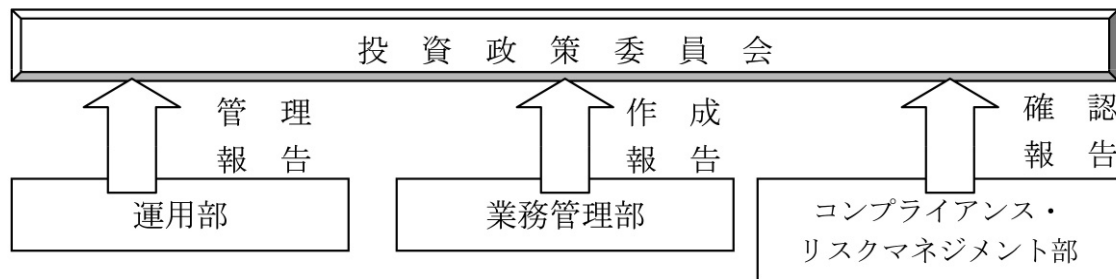 投資政策委員会
管理
報告
作成
報告
確認
報告
運用部
業務管理部
コンプライアンス・
リスクマネジメント部